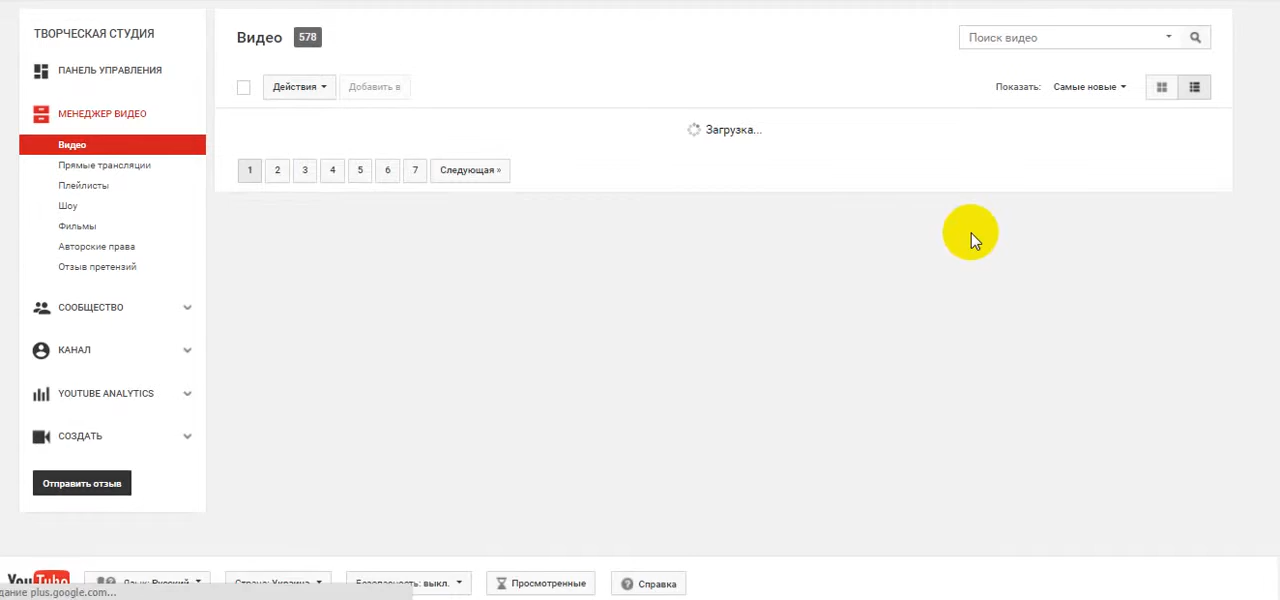 ТВОРЧЕСКАЯ СТУДИЯ
ПАНЕЛЬ УПРАВЛЕНИЯ
МЕНЕДЖЕР ВИДЕО
Видео
Прямые трансляции
Плейлисты
Шоу
Фильмы
Авторские права
Отзыв претензий
СООБЩЕСТВО
КАНАЛ
YOUTUBE ANALYTICS
СОЗДАТЬ
Отправить отзыв
Видео 578
Поиск видео
Действия Добавить в
Показать: Самые новые
Загрузка...
1 2 3 4 5 6 7 Следующая »
YouTube Язык: Русский Страна: Украина Безопасность: выкл. Просмотренные Справка
plus.google.com...